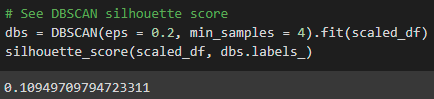 # See DBSCAN silhouette score
dbs = DBSCAN(eps = 0.2, min_samples = 4).fit(scaled_df)
silhouette_score(scaled_df, dbs.labels_)
0.10949709794723311